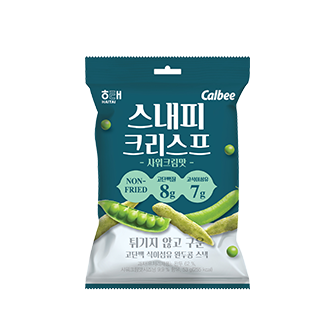 해태
HAITAI
Calbee
스내피
크리스프
사워크림맛
NON-
FRIED
고단백질
8g
고식이섬유
7g
튀기지 않고 구운
고단백 식이섬유 완두콩 스낵